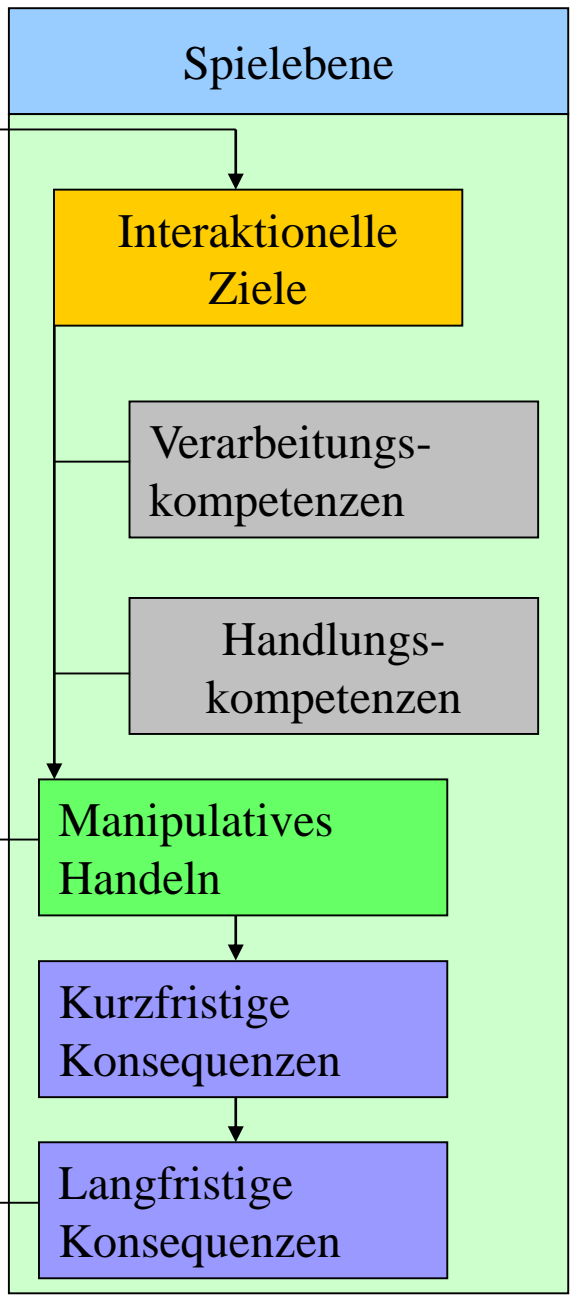 Spielebene
Interaktionelle
Ziele
Verarbeitungs-
kompetenzen
Handlungs-
kompetenzen
Manipulatives
Handeln
Kurzfristige
Konsequenzen
Langfristige
Konsequenzen